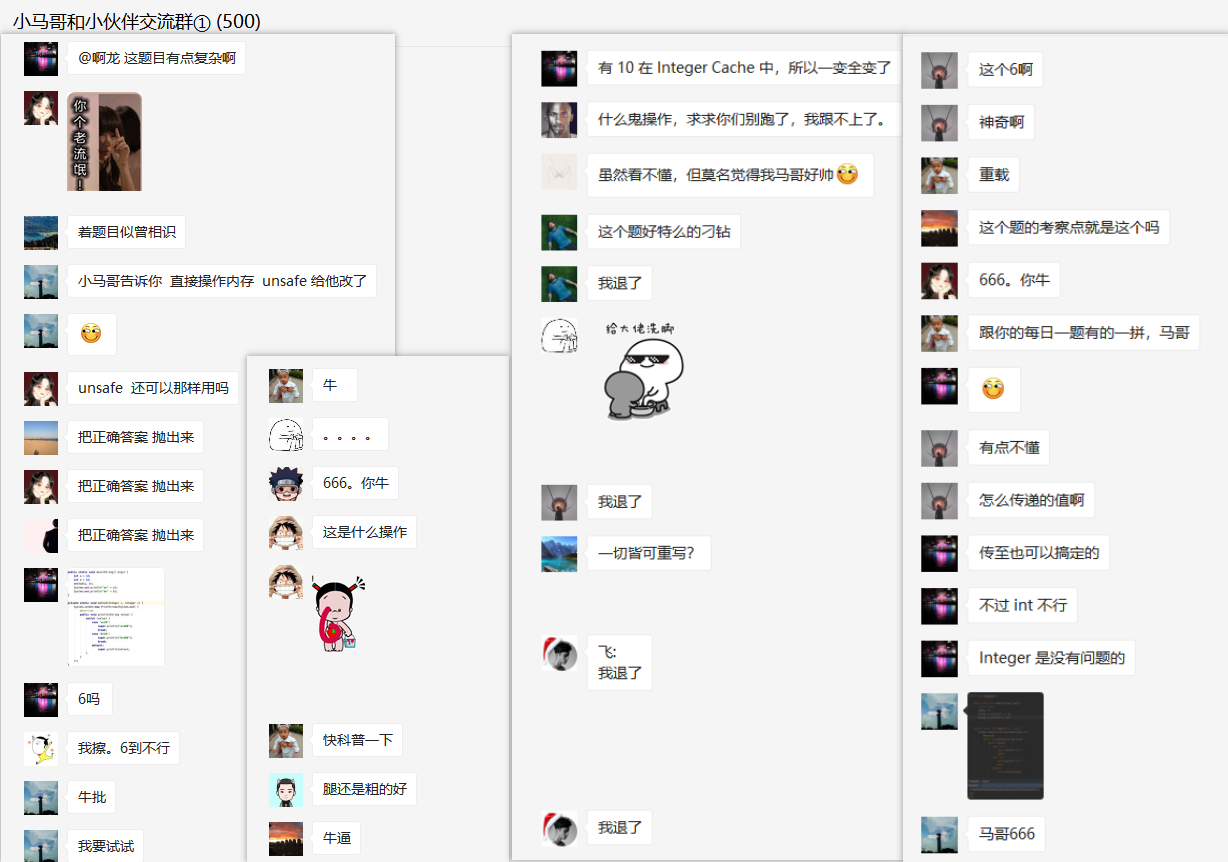 小马哥和小伙伴交流群① (500)
@啊龙 这题目有点复杂啊
你个老流氓！
着题目似曾相识
小马哥告诉你 直接操作内存 unsafe 给他改了
unsafe 还可以那样用吗
把正确答案 抛出来
把正确答案 抛出来
把正确答案 抛出来
6吗
我擦。6到不行
牛批
我要试试
牛
。。。。
666。你牛
这是什么操作
快科普一下
腿还是粗的好
牛逼
有 10 在 Integer Cache 中，所以一变全变了
什么鬼操作，求求你们别跑了，我跟不上了。
虽然看不懂，但莫名觉得我马哥好帅
这个题好特么的刁钻
我退了
给大佬洗脚
我退了
一切皆可重写?
飞:
我退了
我退了
这个6啊
神奇啊
重载
这个题的考察点就是这个吗
666。你牛
跟你的每日一题有的一拼，马哥
有点不懂
怎么传递的值啊
传至也可以搞定的
不过 int 不行
Integer 是没有问题的
马哥666